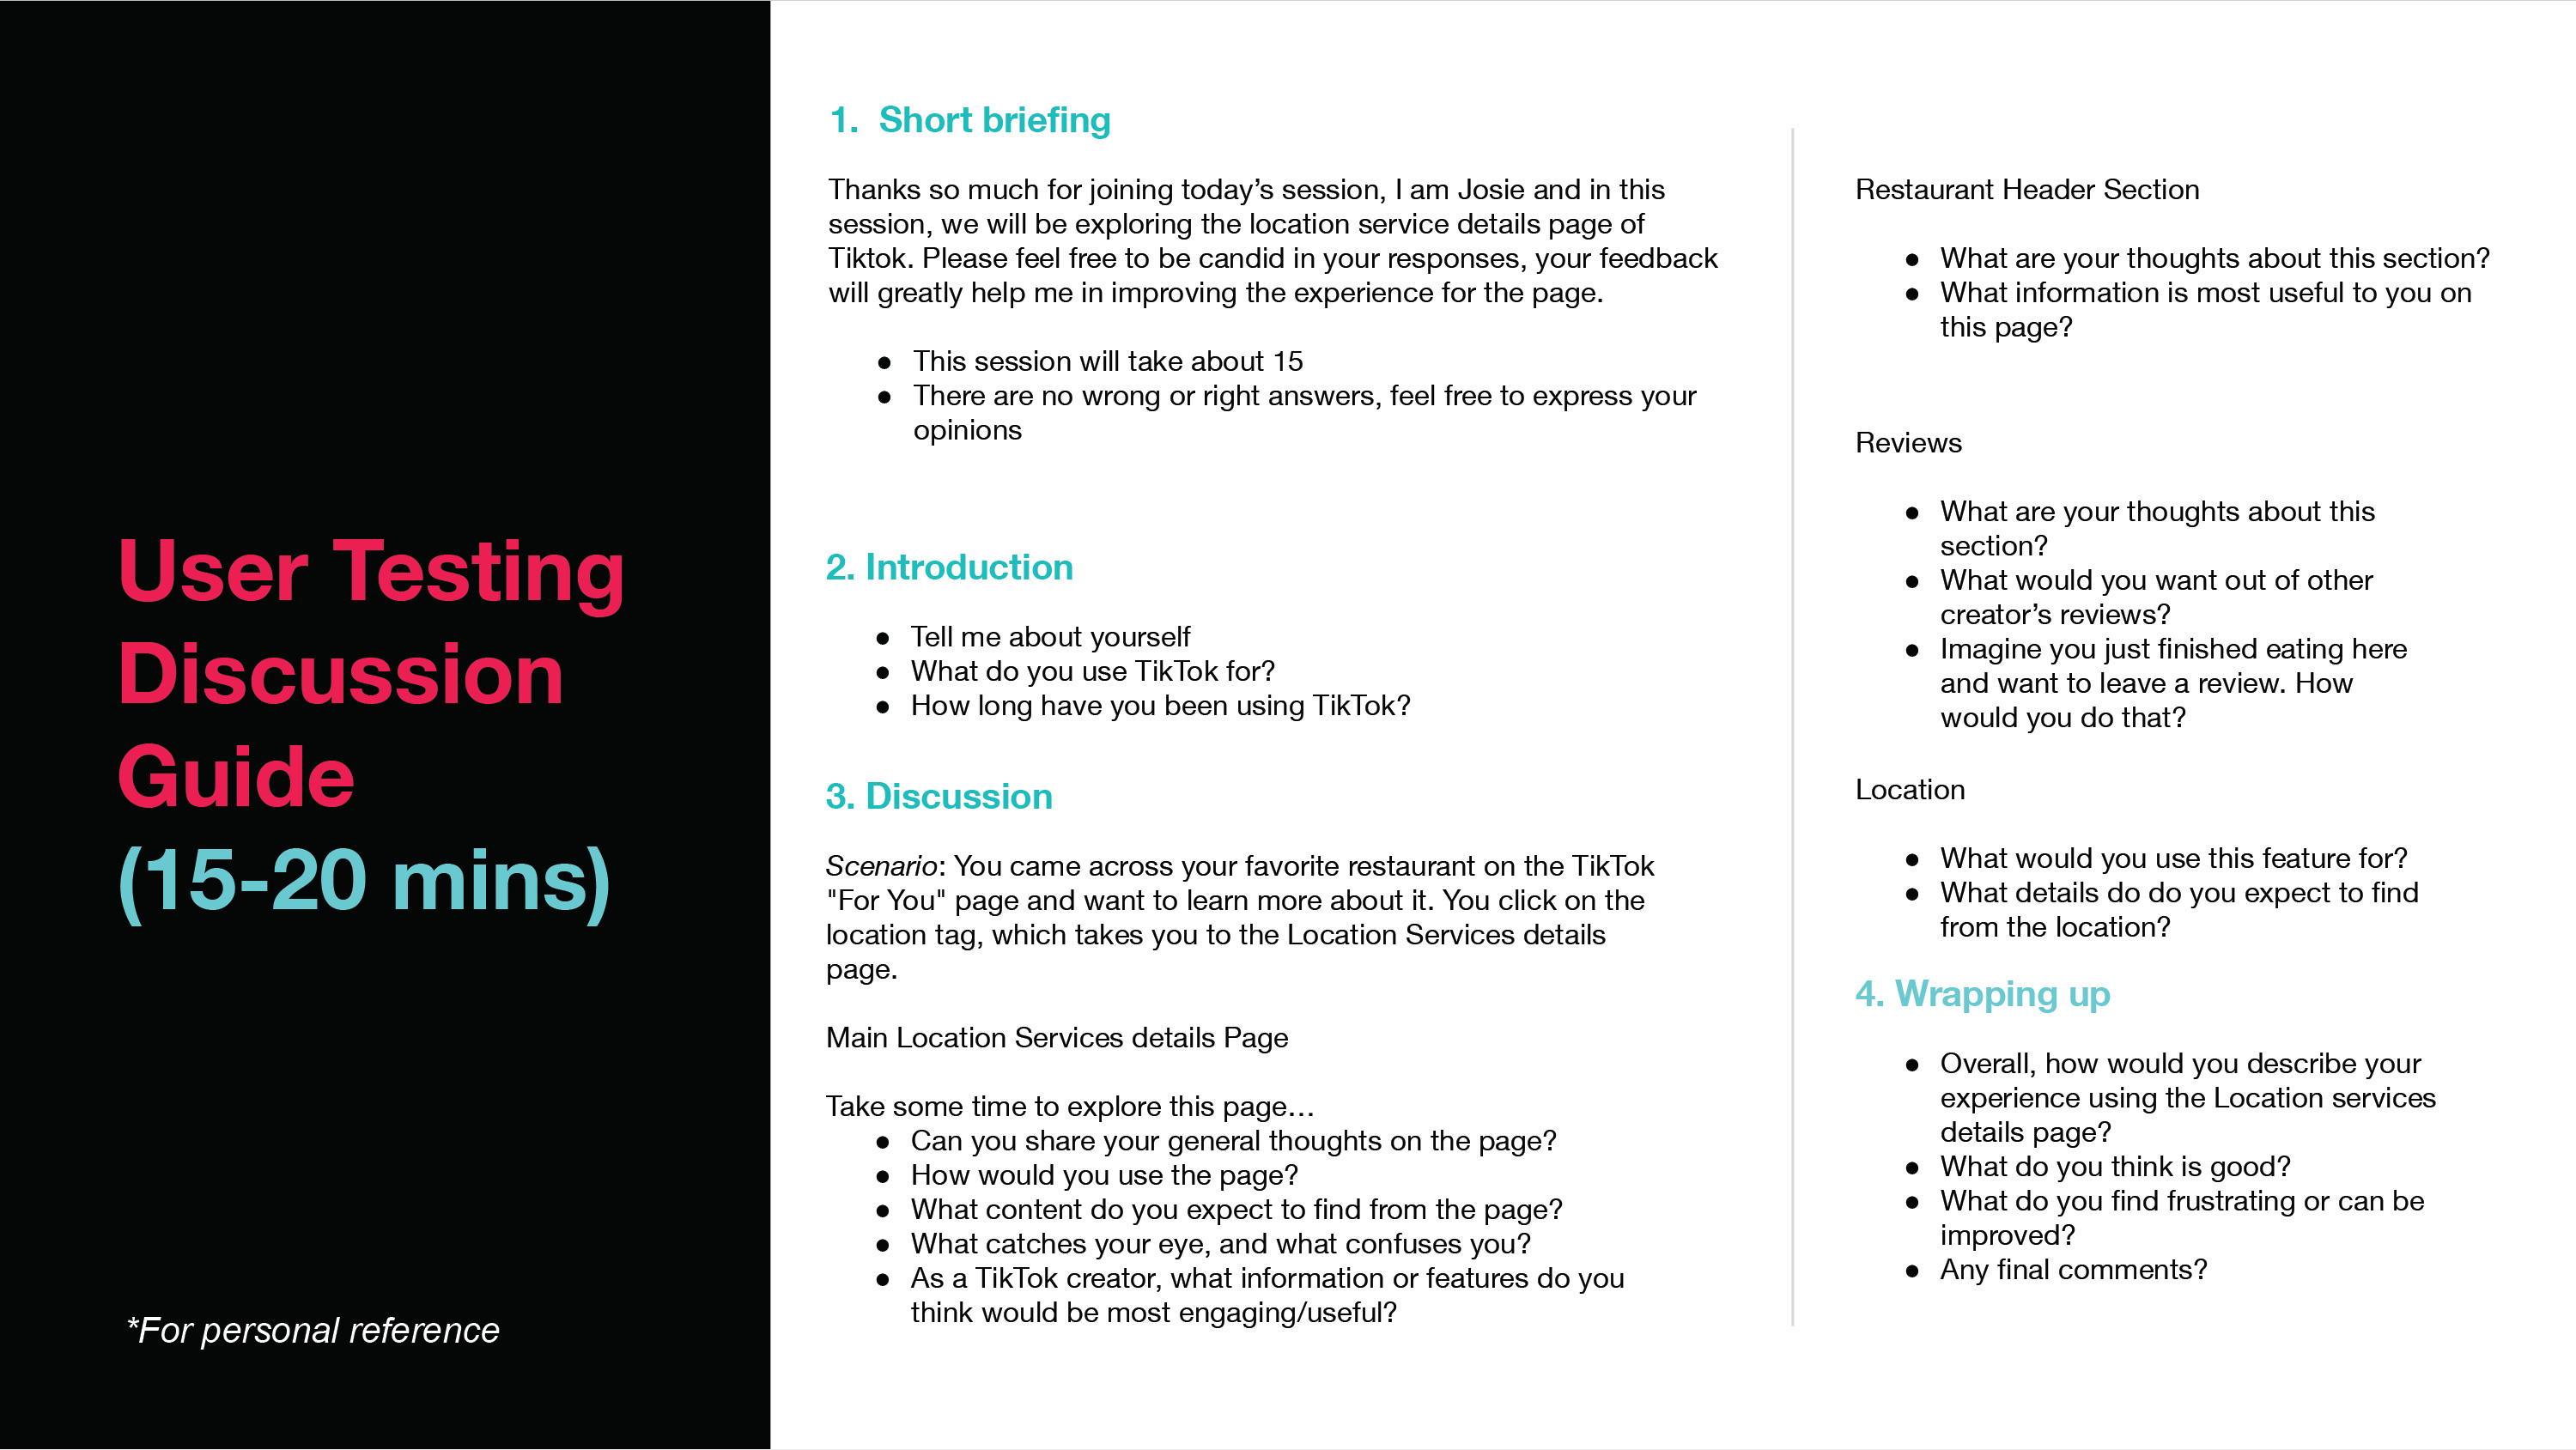 User Testing
Discussion
Guide
(15-20 mins)
*For personal reference
1. Short briefing
Thanks so much for joining today’s session, I am Josie and in this
session, we will be exploring the location service details page of
Tiktok. Please feel free to be candid in your responses, your feedback
will greatly help me in improving the experience for the page.
● This session will take about 15
● There are no wrong or right answers, feel free to express your
opinions
2. Introduction
● Tell me about yourself
● What do you use TikTok for?
● How long have you been using TikTok?
3. Discussion
Scenario: You came across your favorite restaurant on the TikTok
"For You" page and want to learn more about it. You click on the
location tag, which takes you to the Location Services details
page.
Main Location Services details Page
Take some time to explore this page…
● Can you share your general thoughts on the page?
● How would you use the page?
● What content do you expect to find from the page?
● What catches your eye, and what confuses you?
● As a TikTok creator, what information or features do you
think would be most engaging/useful?
Restaurant Header Section
● What are your thoughts about this section?
● What information is most useful to you on
this page?
Reviews
● What are your thoughts about this
section?
● What would you want out of other
creator’s reviews?
● Imagine you just finished eating here
and want to leave a review. How
would you do that?
Location
● What would you use this feature for?
● What details do do you expect to find
from the location?
4. Wrapping up
● Overall, how would you describe your
experience using the Location services
details page?
● What do you think is good?
● What do you find frustrating or can be
improved?
● Any final comments?